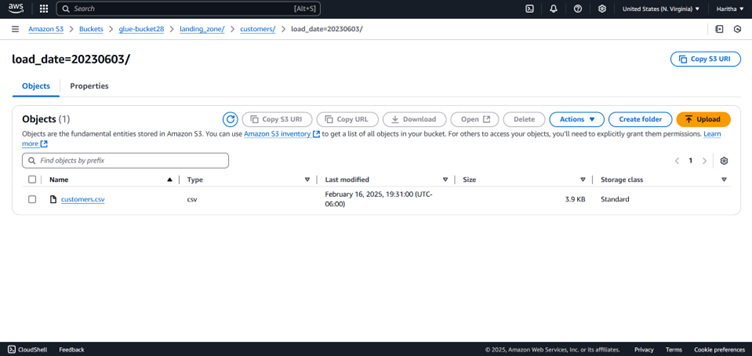 aws
Search [Alt+S] United States (N. Virginia) Haritha
Amazon S3 > Buckets > glue-bucket28 > landing_zone/ > customers/ > load_date=20230603/
load_date=20230603/
Copy S3 URI
Objects Properties
Objects (1)
Copy S3 URI Copy URL Download Open Delete Actions Create folder Upload
Objects are the fundamental entities stored in Amazon S3. You can use Amazon S3 inventory to get a list of all objects in your bucket. For others to access your objects, you'll need to explicitly grant them permissions. Learn
more
Find objects by prefix
1
Name Type Last modified Size Storage class
customers.csv csv February 16, 2025, 19:31:00 (UTC-
06:00) 3.9 KB Standard
CloudShell Feedback © 2025, Amazon Web Services, Inc. or its affiliates. Privacy Terms Cookie preferences